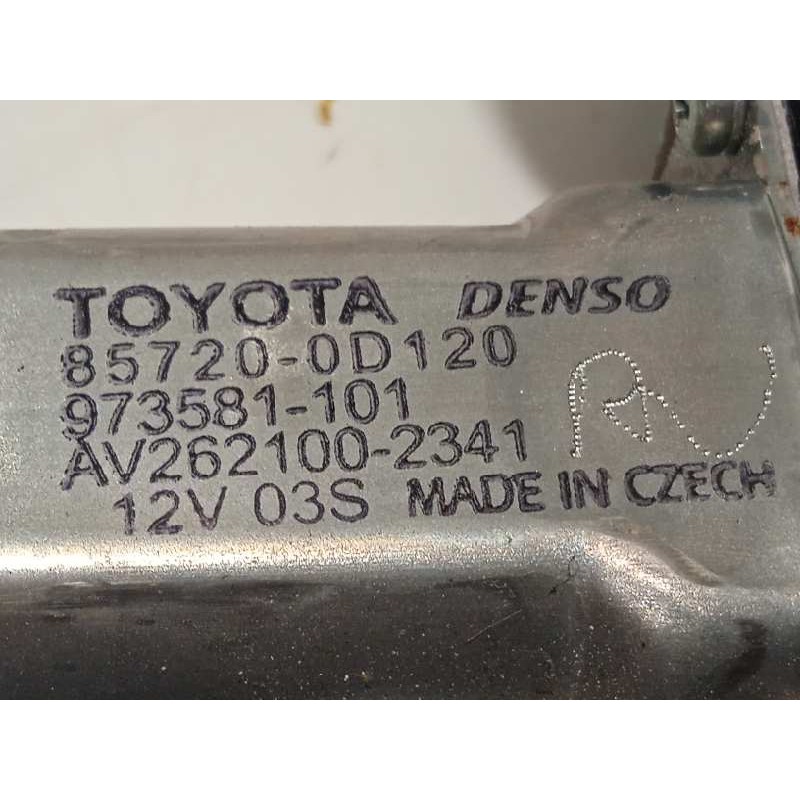 TOYOTA DENSO
85720-0D120
973581-101
AV262100-2341
12V 03S MADE IN CZECH